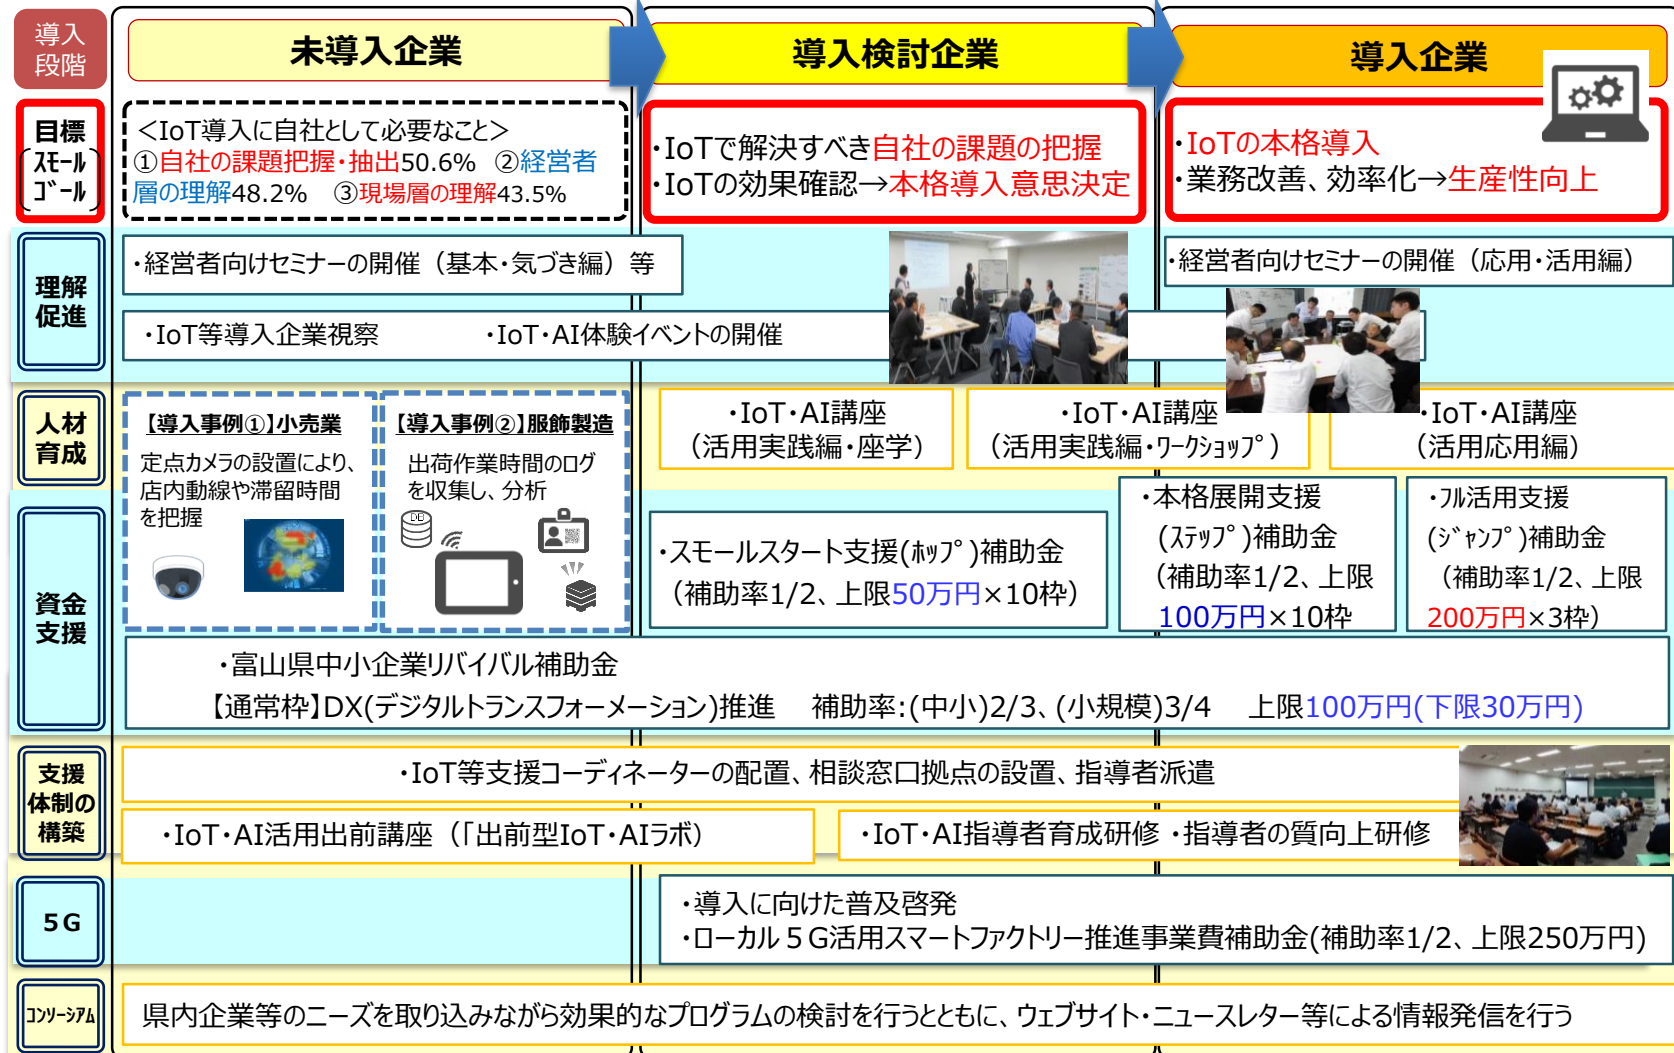 導入
段階
未導入企業
導入検討企業
導入企業
目標
スモール
ゴール
＜IoT導入に自社として必要なこと＞
①自社の課題把握・抽出50.6% ②経営者
層の理解48.2% ③現場層の理解43.5%
・IoTで解決すべき自社の課題の把握
・IoTの効果確認→本格導入意思決定
・IoTの本格導入
・業務改善、効率化→生産性向上
理解
促進
・経営者向けセミナーの開催（基本・気づき編）等
・経営者向けセミナーの開催（応用・活用編）
・IoT等導入企業視察 ・IoT・AI体験イベントの開催
人材
育成
【導入事例①】小売業
定点カメラの設置により、
店内動線や滞留時間
を把握
【導入事例②】服飾製造
出荷作業時間のログ
を収集し、分析
DB
・IoT・AI講座
（活用実践編・座学）
・IoT・AI講座
（活用実践編・ワークショップ）
・IoT・AI講座
（活用応用編）
資金
支援
・スモールスタート支援(ホップ)補助金
（補助率1/2、上限50万円×10枠）
・本格展開支援
(ステップ)補助金
（補助率1/2、上限
100万円×10枠
・フル活用支援
(ジャンプ)補助金
（補助率1/2、上限
200万円×3枠）
・富山県中小企業リバイバル補助金
【通常枠】DX(デジタルトランスフォーメーション)推進 補助率:(中小)2/3、(小規模)3/4 上限100万円(下限30万円)
支援
体制の
構築
・IoT等支援コーディネーターの配置、相談窓口拠点の設置、指導者派遣
・IoT・AI活用出前講座（「出前型IoT・AIラボ）
・IoT・AI指導者育成研修 ・指導者の質向上研修
５G
・導入に向けた普及啓発
・ローカル５G活用スマートファクトリー推進事業費補助金(補助率1/2、上限250万円)
コンソーシアム
県内企業等のニーズを取り込みながら効果的なプログラムの検討を行うとともに、ウェブサイト・ニュースレター等による情報発信を行う